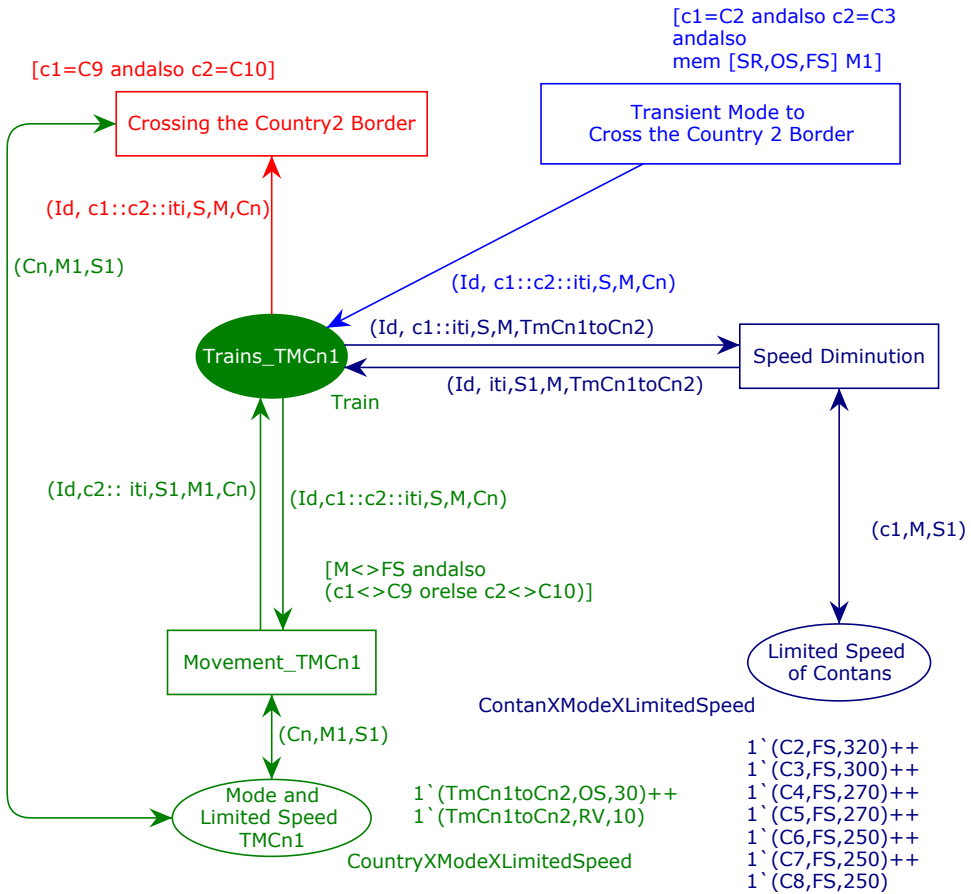 [c1=C2 andalso c2=C3
andalso
mem [SR,OS,FS] M1]
[c1=C9 andalso c2=C10]
Crossing the Country2 Border
Transient Mode to
Cross the Country 2 Border
(Id, c1::c2::iti,S,M,Cn)
(Cn,M1,S1)
(Id, c1::c2::iti,S,M,Cn)
(Id, c1::iti,S,M,TmCn1toCn2)
Trains_TMCn1
Speed Diminution
(Id, iti,S1,M,TmCn1toCn2)
Train
(Id,c2:: iti,S1,M1,Cn)
(Id,c1::c2::iti,S,M,Cn)
(c1,M,S1)
[M<>FS andalso
(c1<>C9 orelse c2<>C10)]
Movement_TMCn1
Limited Speed
of Contans
ContanXModeXLimitedSpeed
(Cn,M1,S1)
Mode and
Limited Speed
TMCn1
1`(TmCn1toCn2,OS,30)++
1`(TmCn1toCn2,RV,10)
CountryXModeXLimitedSpeed
1`(C2,FS,320)++
1`(C3,FS,300)++
1`(C4,FS,270)++
1`(C5,FS,270)++
1`(C6,FS,250)++
1`(C7,FS,250)++
1`(C8,FS,250)